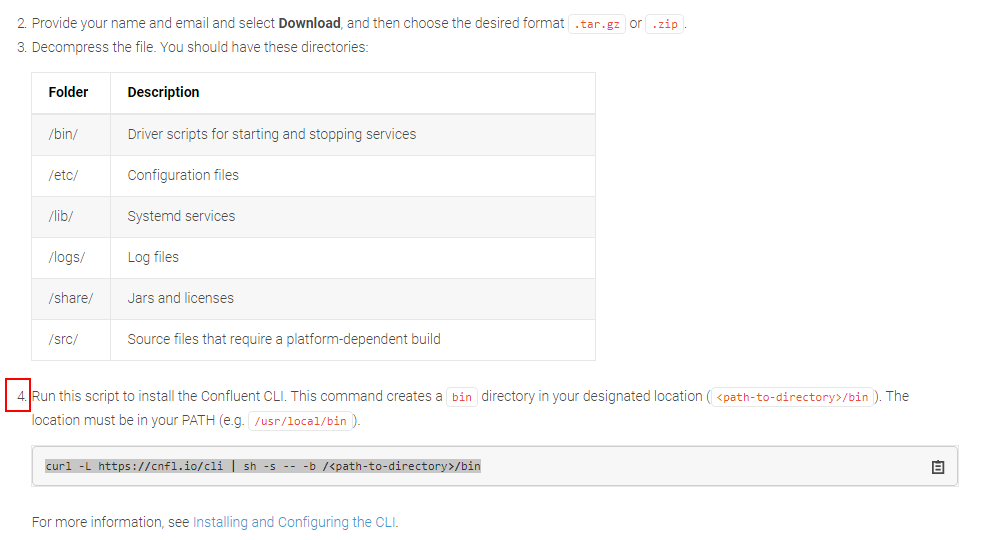 2. Provide your name and email and select Download, and then choose the desired format .tar.gz or .zip.
3. Decompress the file. You should have these directories:
Folder Description
/bin/ Driver scripts for starting and stopping services
/etc/ Configuration files
/lib/ Systemd services
/logs/ Log files
/share/ Jars and licenses
/src/ Source files that require a platform-dependent build
4. Run this script to install the Confluent CLI. This command creates a bin directory in your designated location (<path-to-directory>/bin). The
location must be in your PATH (e.g. /usr/local/bin).
curl -L https://cnfl.io/cli | sh -s -- -b /<path-to-directory>/bin
For more information, see Installing and Configuring the CLI.